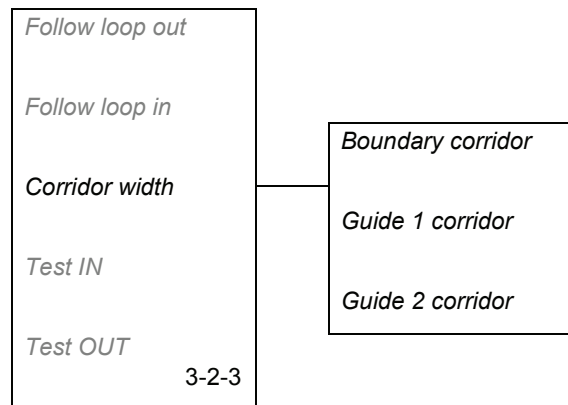 Follow loop out
Follow loop in
Corridor width
Test IN
Test OUT
3-2-3
Boundary corridor
Guide 1 corridor
Guide 2 corridor